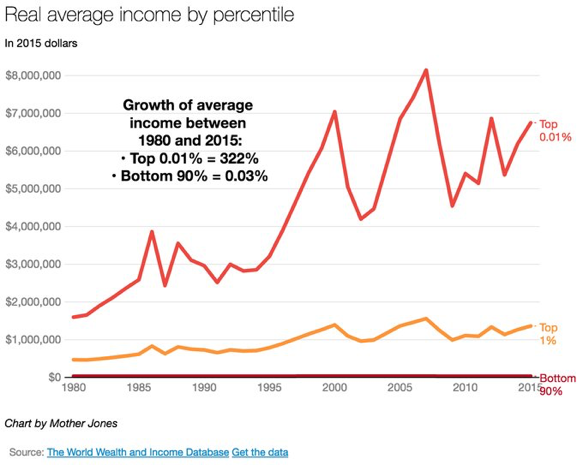 Real average income by percentile
In 2015 dollars
$8,000,000
$7,000,000
$6,000,000
$5,000,000
$4,000,000
$3,000,000
$2,000,000
$1,000,000
$0
Growth of average
income between
1980 and 2015:
• Top 0.01% = 322%
• Bottom 90% = 0.03%
Top
0.01%
Top
1%
Bottom
90%
1980 1985 1990 1995 2000 2005 2010 2015
Chart by Mother Jones
Source: The World Wealth and Income Database Get the data